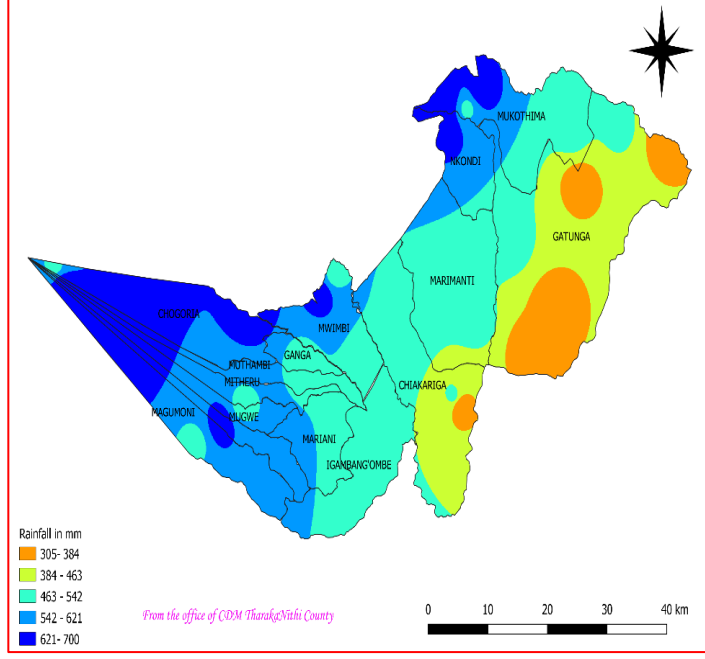 MUKOTHIMA
NKONDI
GATUNGA
MARIMANTI
CHOGORIA
MWIMBI
GANGA
MUTHAMBI
MITHERU
CHIAKARIGA
MAGUMONI
MUGWE
MARIANI
IGAMBANG'OMBE
Rainfall in mm
305- 384
384 - 463
463 - 542
542 - 621
621- 700
From the office of CDM TharakaNithi County
0 10 20 30 40 km